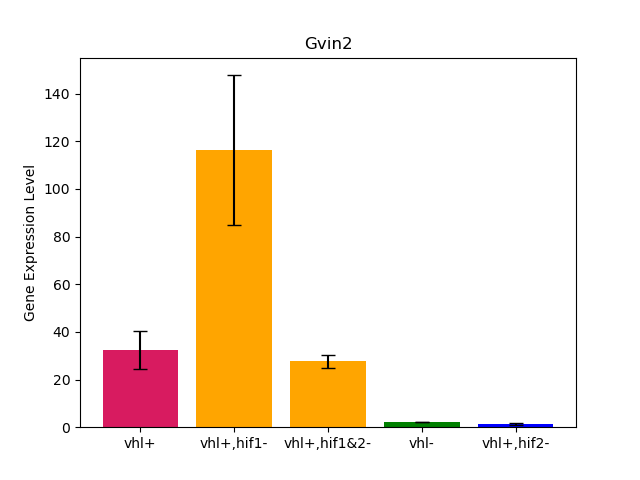 Gvin2
Gene Expression Level
140
120
100
80
60
40
20
0
vhl+
vhl+,hif1-
vhl+,hif1&2-
vhl-
vhl+,hif2-